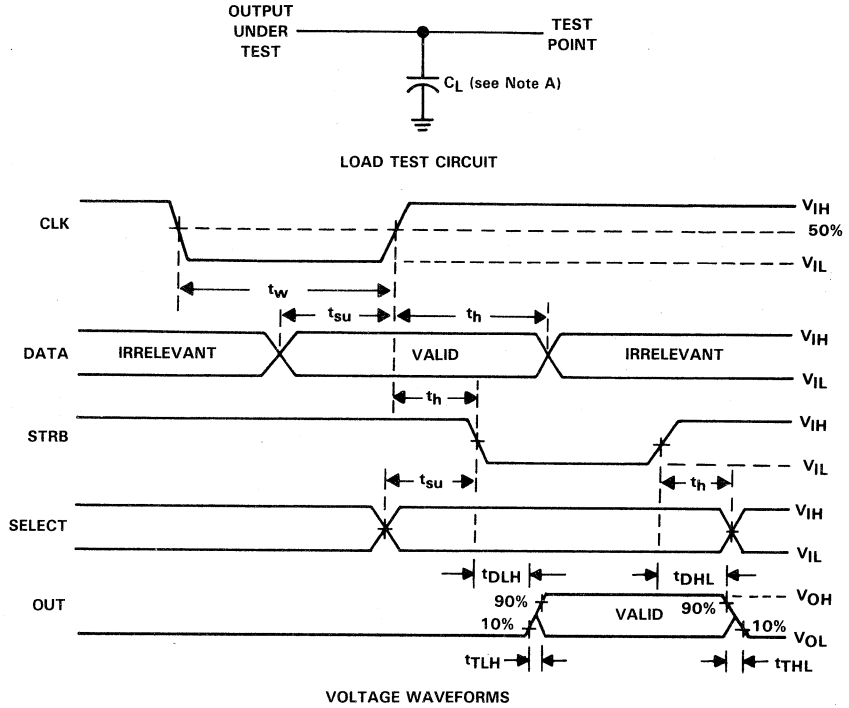 OUTPUT
UNDER
TEST
TEST
POINT
CL (see Note A)
LOAD TEST CIRCUIT
CLK
VIH
50%
VIL
tw
tsu
th
DATA
IRRELEVANT
VALID
IRRELEVANT
VIH
VIL
th
STRB
VIH
VIL
tsu
th
SELECT
VIH
VIL
tDLH
tDHL
OUT
90%
VALID
90%
VOH
10%
10%
VOL
tTLH
tTHL
VOLTAGE WAVEFORMS